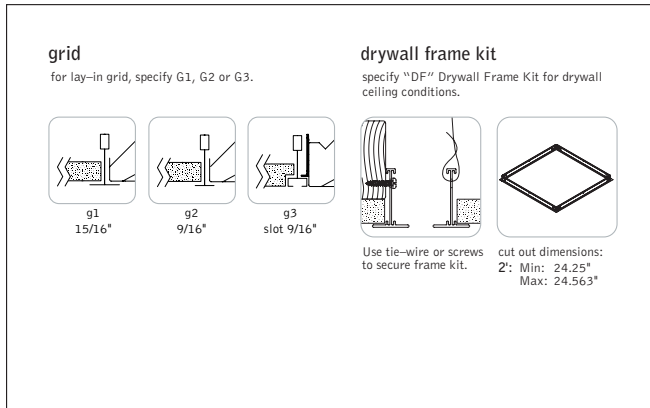 grid
for lay–in grid, specify G1, G2 or G3.
g1
15/16"
g2
9/16"
g3
slot 9/16"
drywall frame kit
specify “DF” Drywall Frame Kit for drywall
ceiling conditions.
Use tie–wire or screws
to secure frame kit.
cut out dimensions:
2': Min: 24.25"
Max: 24.563"